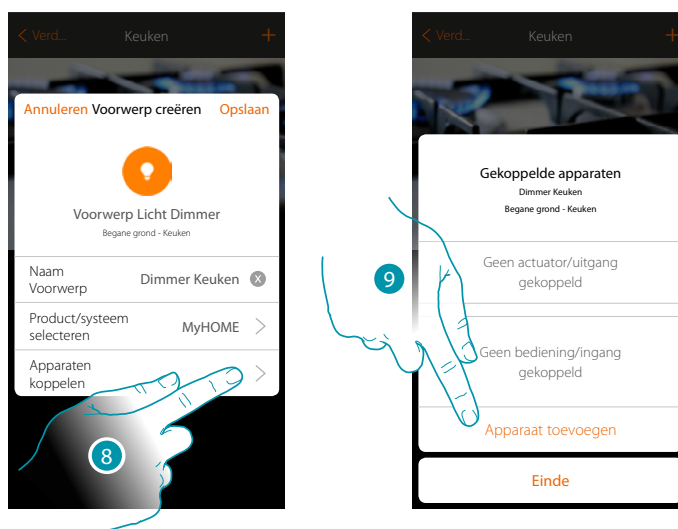 Verd...
Keuken
+
Annuleren Voorwerp creëren Opslaan
Voorwerp Licht Dimmer
Begane grond - Keuken
Naam
Voorwerp
Dimmer Keuken
X
Product/systeem
selecteren
MyHOME
Apparaten
koppelen
8
Verd...
Keuken
+
Gekoppelde apparaten
Dimmer Keuken
Begane grond - Keuken
Geen actuator/uitgang
gekoppeld
9
Geen bediening/ingang
gekoppeld
Apparaat toevoegen
Einde